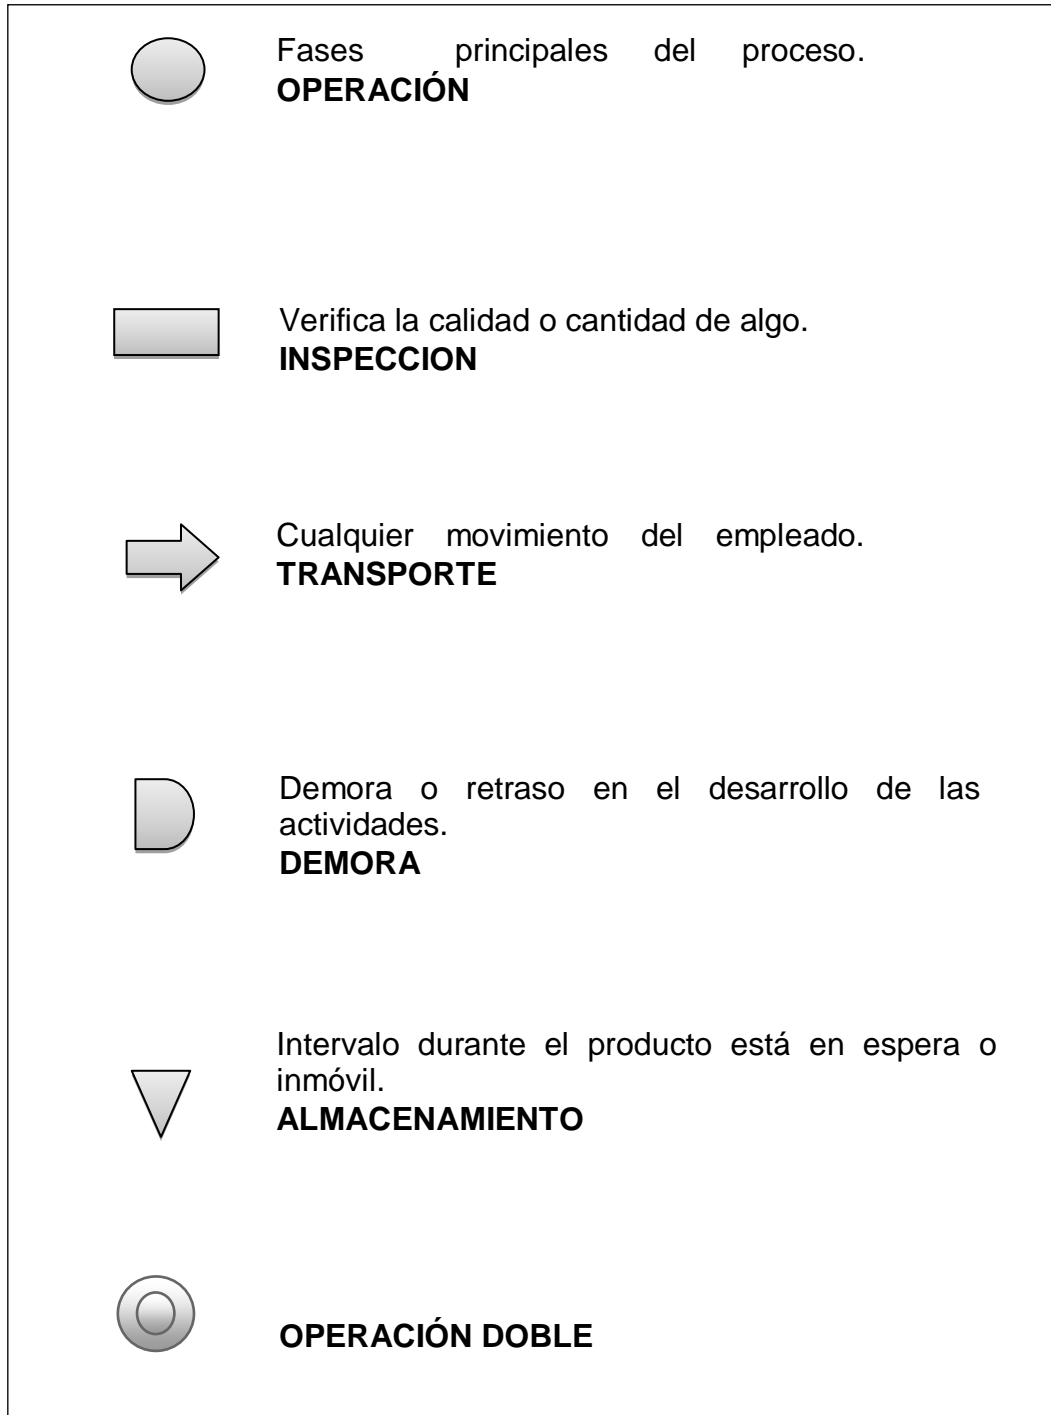 Fases principales del proceso.
OPERACIÓN
Verifica la calidad o cantidad de algo.
INSPECCION
Cualquier movimiento del empleado.
TRANSPORTE
Demora o retraso en el desarrollo de las
actividades.
DEMORA
Intervalo durante el producto está en espera o
inmóvil.
ALMACENAMIENTO
OPERACIÓN DOBLE